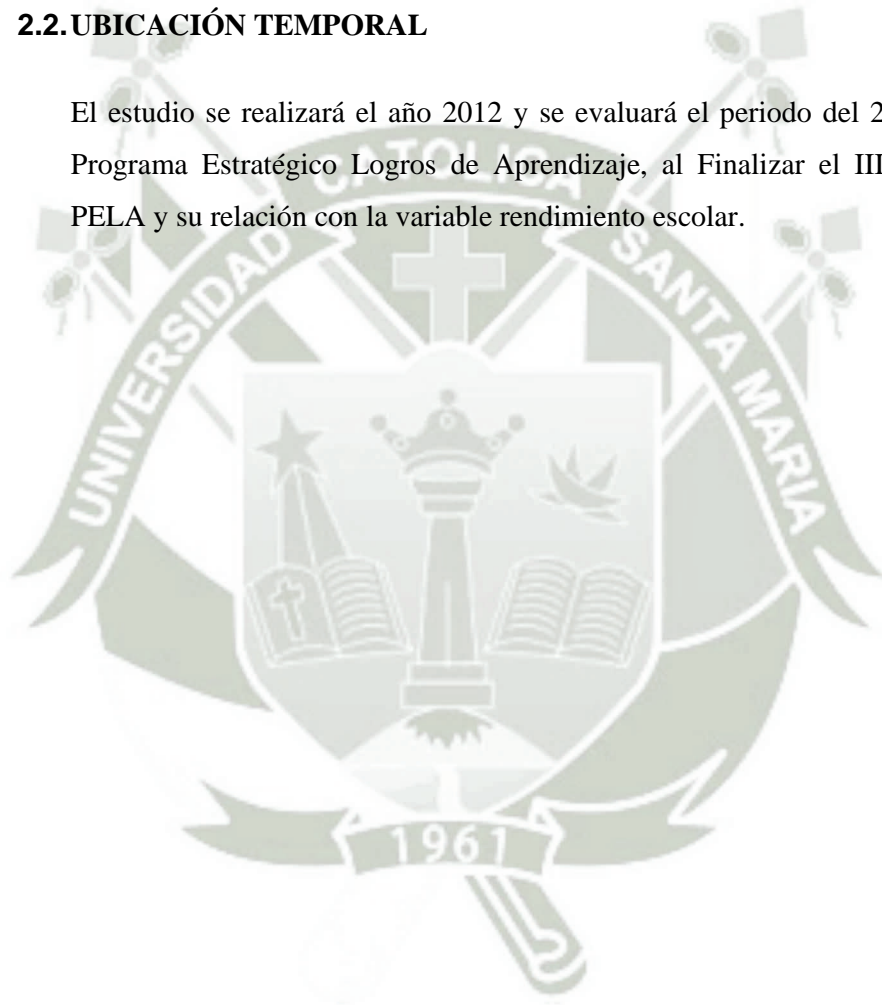 2.2. UBICACIÓN TEMPORAL
El estudio se realizará el año 2012 y se evaluará el periodo del 2
Programa Estratégico Logros de Aprendizaje, al Finalizar el III
PELA y su relación con la variable rendimiento escolar.
UNIVERSIDAD CATOLICA SANTA MARIA
1961